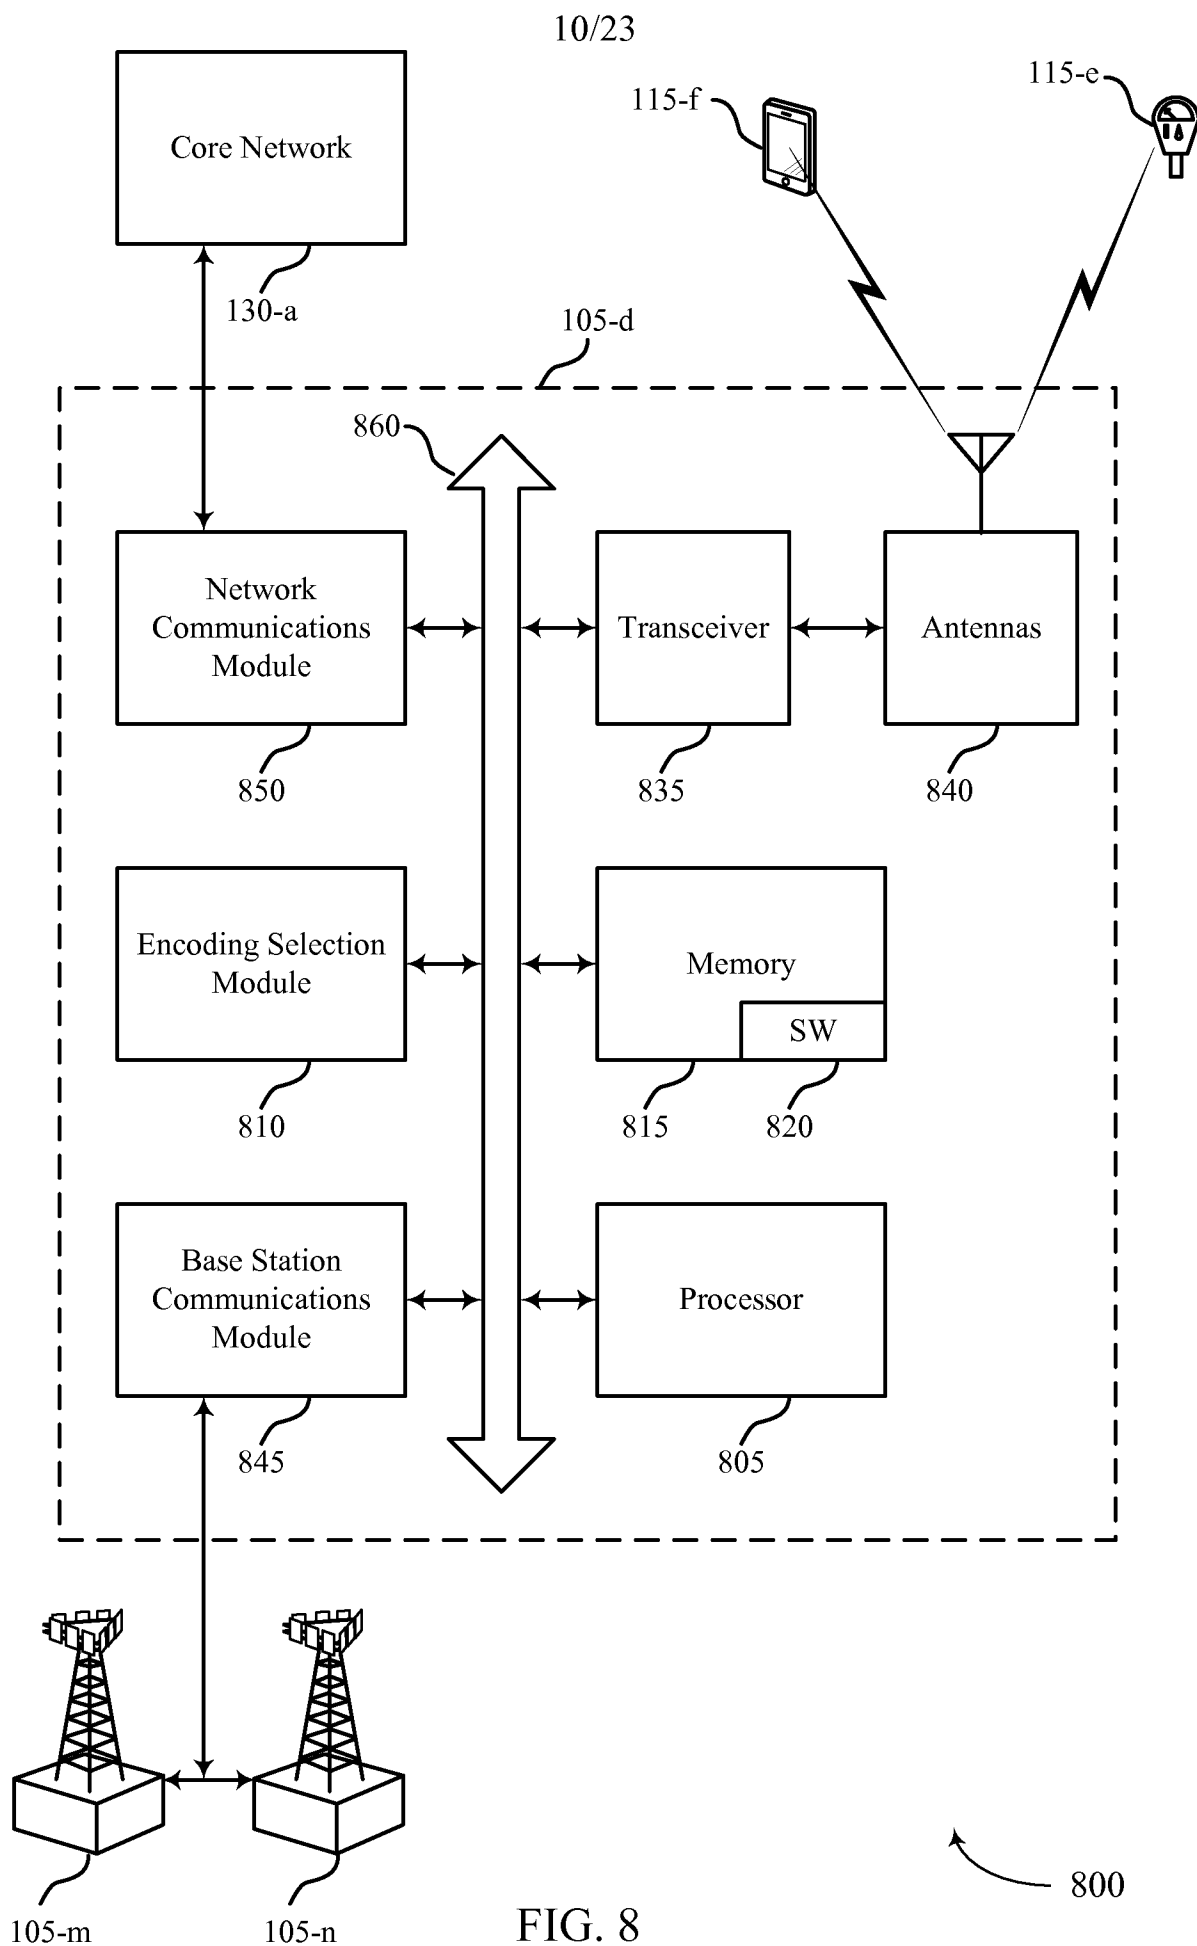 10/23
Core Network
130-a
115-f
115-e
105-d
860
Network
Communications
Module
850
Transceiver
835
Antennas
840
Encoding Selection
Module
810
Memory
SW
815
820
Base Station
Communications
Module
845
Processor
805
105-m
105-n
800
FIG. 8